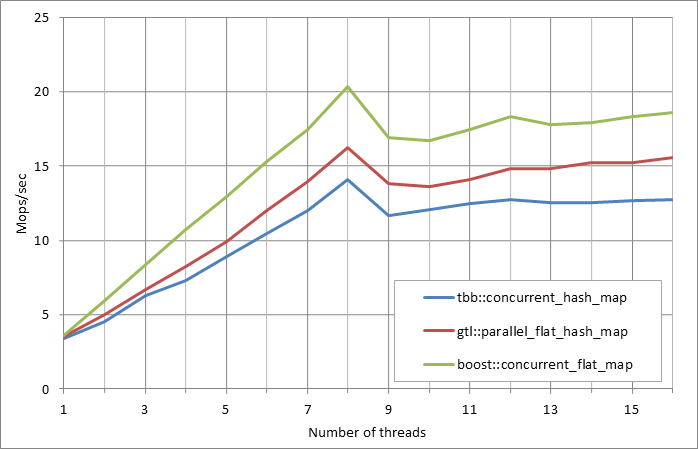 25
20
15
10
5
0
Mops/sec
tbb::concurrent_hash_map
gtl::parallel_flat_hash_map
boost::concurrent_flat_map
1 3 5 7 9 11 13 15
Number of threads